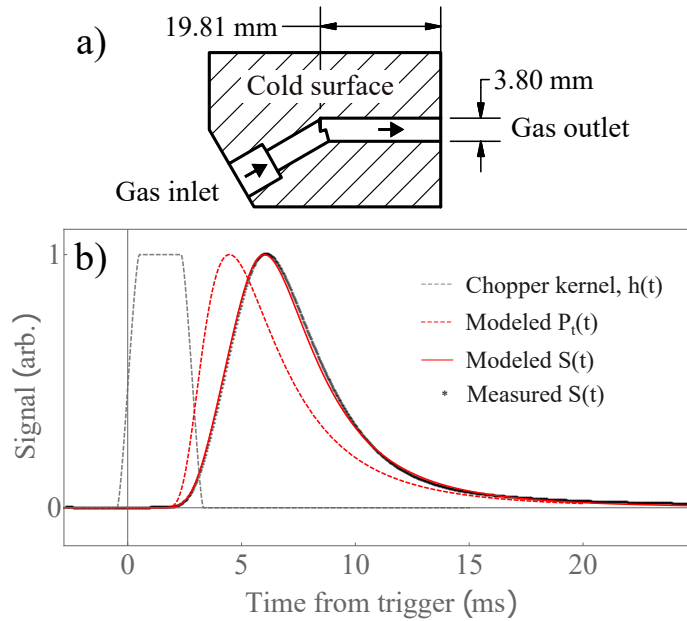 a)
19.81 mm
Cold surface
3.80 mm
Gas outlet
Gas inlet
b)
1
0
Signal (arb.)
Chopper kernel, h(t)
Modeled Pₜ(t)
Modeled S(t)
* Measured S(t)
0 5 10 15 20
Time from trigger (ms)